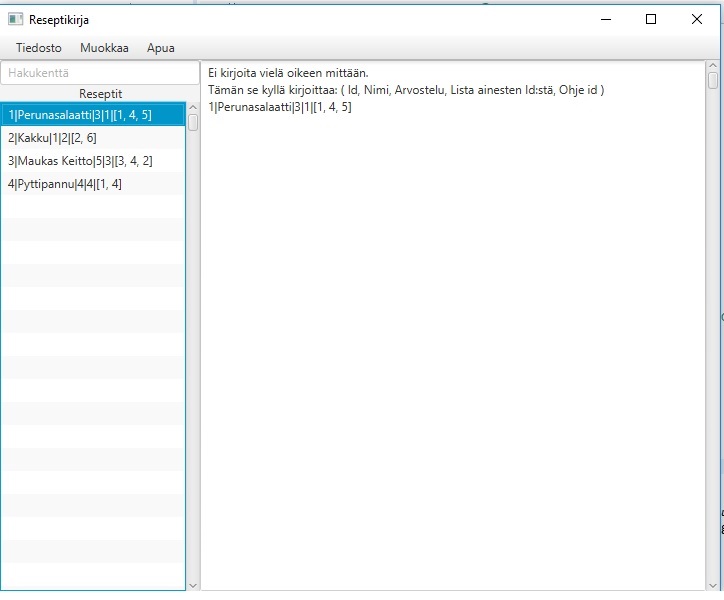 Reseptikirja
Tiedosto Muokkaa Apua
Hakukenttä
Reseptit
1|Perunasalaatti|3|1|[1, 4, 5]
2|Kakku|1|2|[2, 6]
3|Maukas Keitto|5|3|[3, 4, 2]
4|Pyttipannu|4|4|[1, 4]
Ei kirjoita vielä oikeen mittään.
Tämän se kyllä kirjoittaa: ( Id, Nimi, Arvostelu, Lista ainesten Id:stä, Ohje id )
1|Perunasalaatti|3|1|[1, 4, 5]